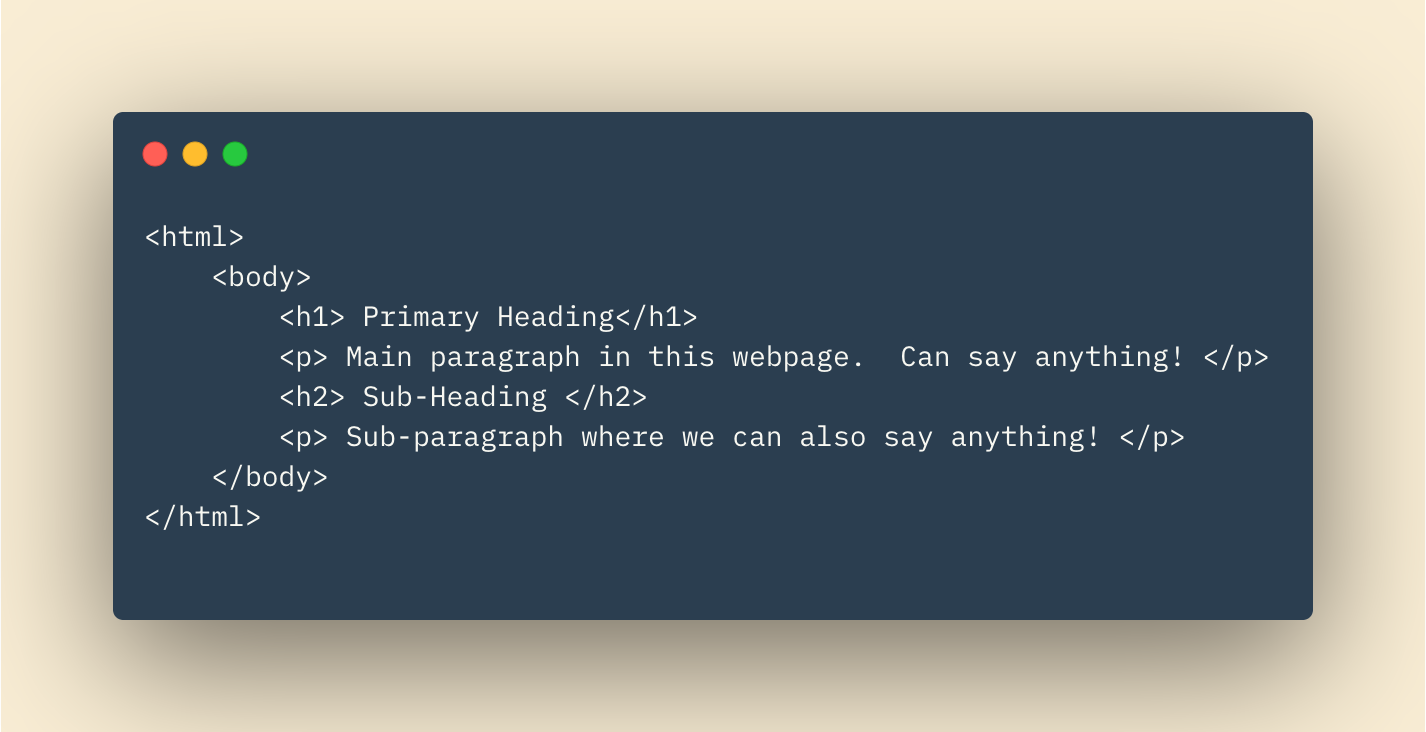 <html>
    <body>
        <h1> Primary Heading</h1>
        <p> Main paragraph in this webpage.  Can say anything! </p>
        <h2> Sub-Heading </h2>
        <p> Sub-paragraph where we can also say anything! </p>
    </body>
</html>